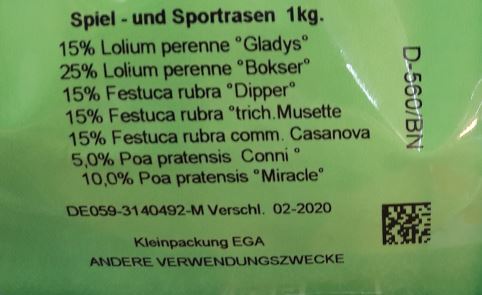 Spiel - und Sportrasen 1kg.
15% Lolium perenne °Gladys°
25% Lolium perenne °Bokser°
15% Festuca rubra °Dipper°
15% Festuca rubra °trich.Musette
15% Festuca rubra comm. Casanova
5,0% Poa pratensis Conni °
10,0% Poa pratensis °Miracle°
D-560/BN
DE059-3140492-M Verschl. 02-2020
Kleinpackung EGA
ANDERE VERWENDUNGSZWECKE